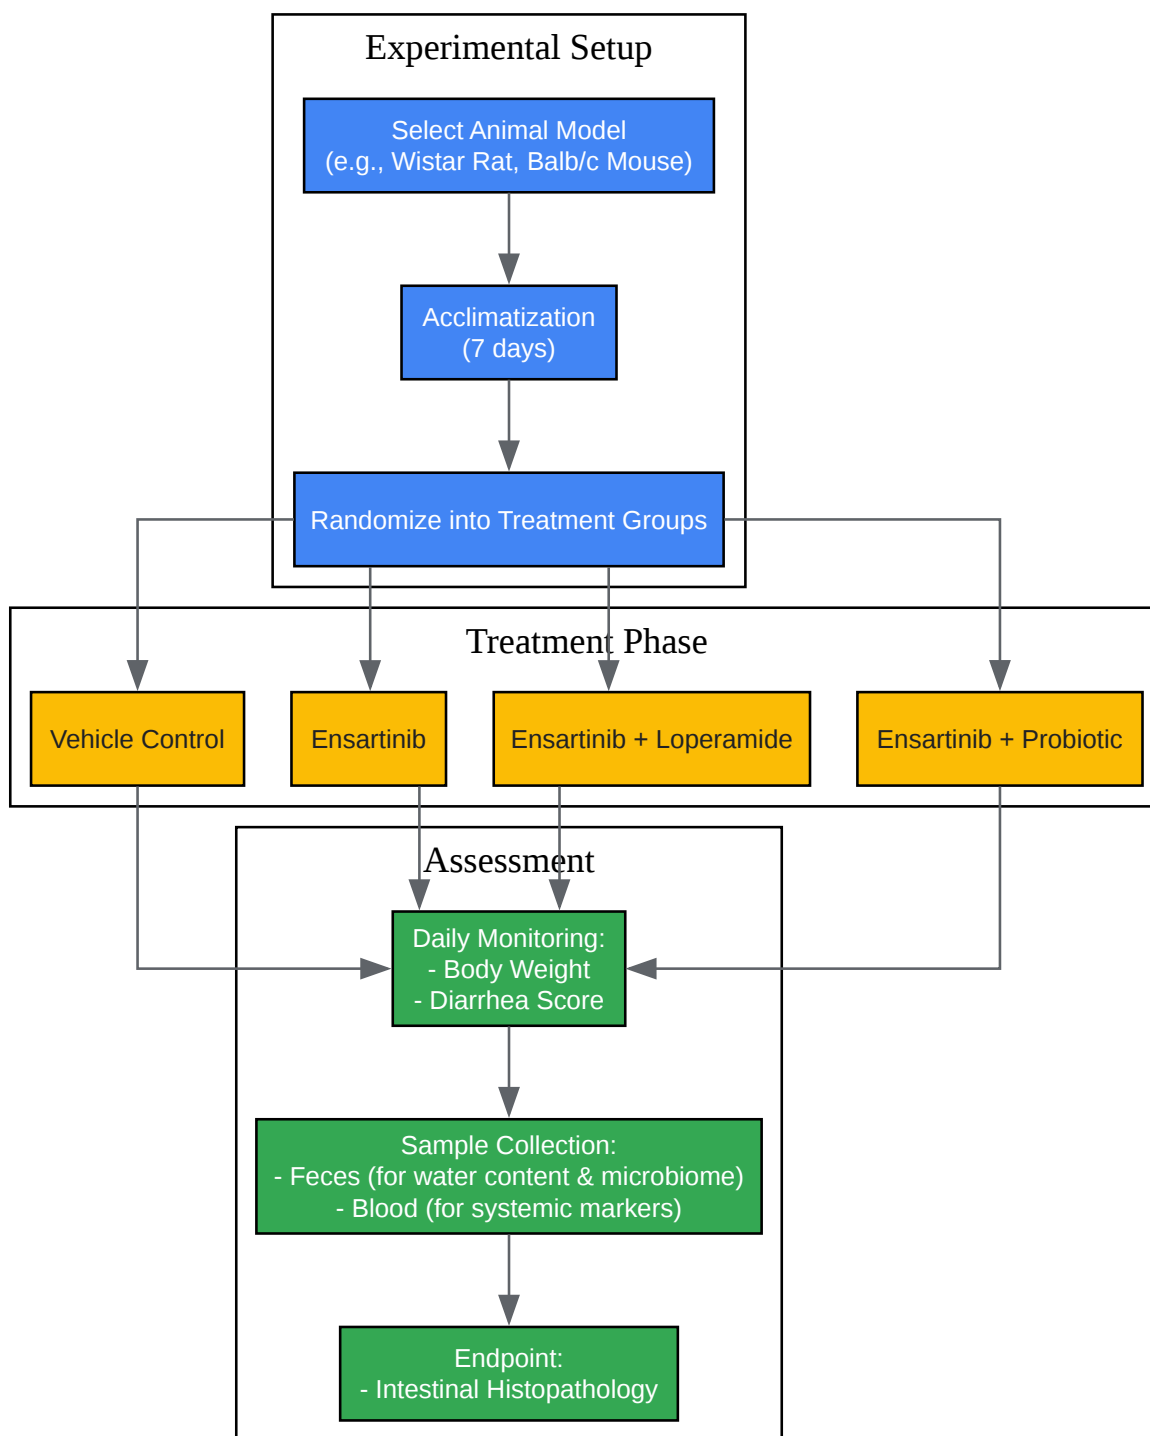 Experimental Setup
Select Animal Model
(e.g., Wistar Rat, Balb/c Mouse)
Acclimatization
(7 days)
Randomize into Treatment Groups
Treatment Phase
Vehicle Control
Ensartinib
Ensartinib + Loperamide
Ensartinib + Probiotic
Assessment
Daily Monitoring:
- Body Weight
- Diarrhea Score
Sample Collection:
- Feces (for water content & microbiome)
- Blood (for systemic markers)
Endpoint:
- Intestinal Histopathology